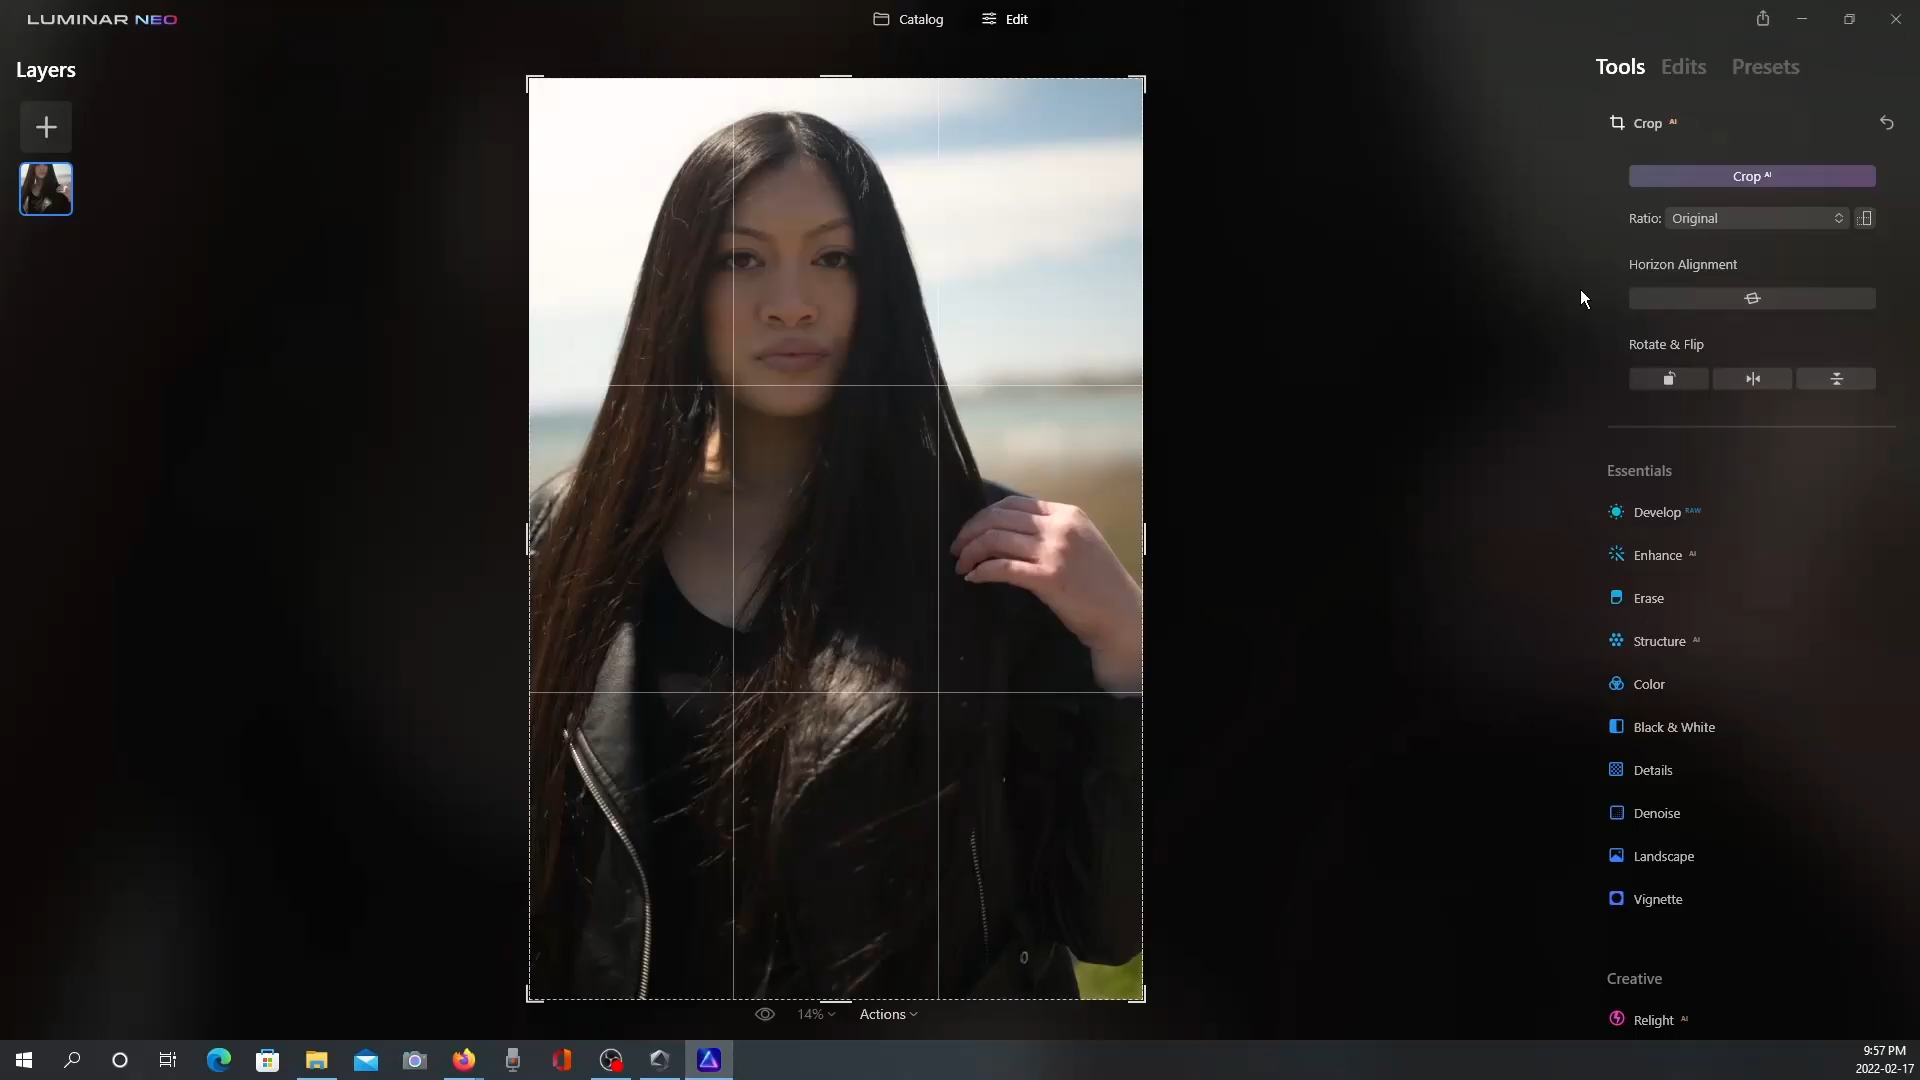 LUMINAR NEO
Catalog
Edit
Layers
Tools Edits Presets
Crop AI
Crop AI
Ratio: Original
Horizon Alignment
Rotate & Flip
Essentials
Develop RAW
Enhance AI
Erase
Structure AI
Color
Black & White
Details
Denoise
Landscape
Vignette
Creative
Relight AI
14%
Actions
9:57 PM
2022-02-17